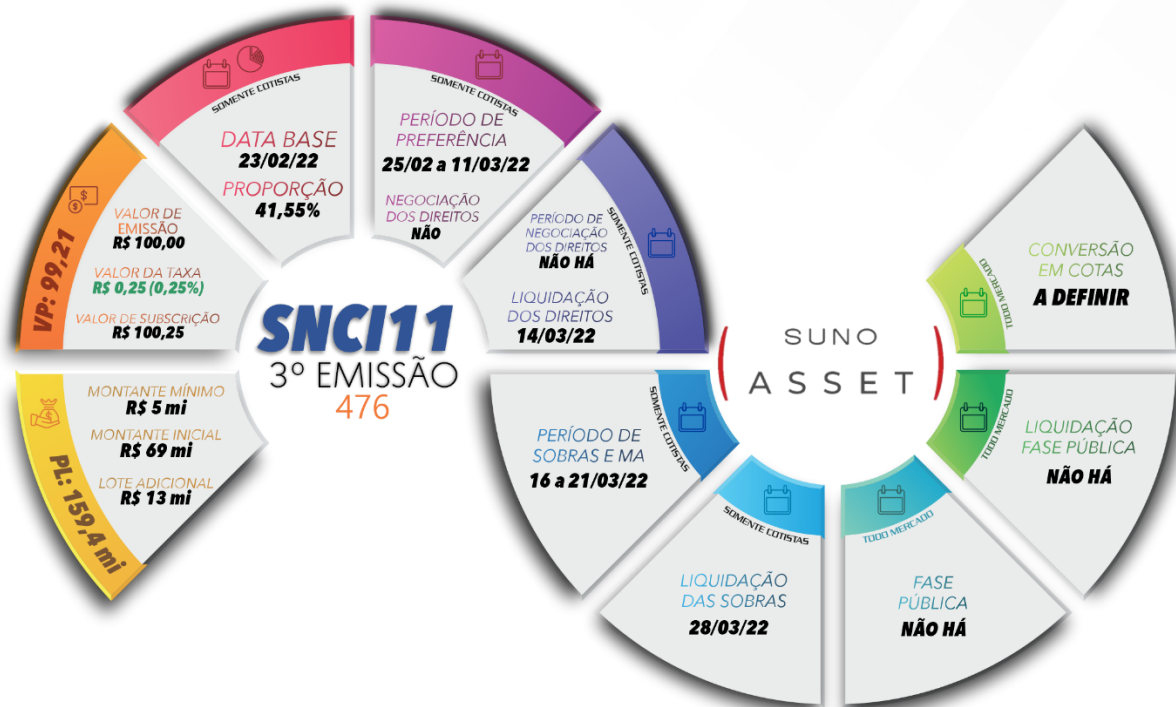 PL: 159,4 mi
MONTANTE MÍNIMO
R$ 5 mi
MONTANTE INICIAL
R$ 69 mi
LOTE ADICIONAL
R$ 13 mi
VP: 99,21
VALOR DE
EMISSÃO
R$ 100,00
VALOR DA TAXA
R$ 0,25 (0,25%)
VALOR DE SUBSCRIÇÃO
R$ 100,25
SOMENTE COTISTAS
DATA BASE
23/02/22
PROPORÇÃO
41,55%
SOMENTE COTISTAS
PERÍODO DE
PREFERÊNCIA
25/02 a 11/03/22
NEGOCIAÇÃO
DOS DIREITOS
NÃO
SOMENTE COTISTAS
PERÍODO DE
NEGOCIAÇÃO
DOS DIREITOS
NÃO HÁ
LIQUIDAÇÃO
DOS DIREITOS
14/03/22
SNCI11
3º EMISSÃO
476
SUNO
ASSET
SOMENTE COTISTAS
PERÍODO DE
SOBRAS E MA
16 a 21/03/22
SOMENTE COTISTAS
LIQUIDAÇÃO
DAS SOBRAS
28/03/22
TODO MERCADO
FASE
PÚBLICA
NÃO HÁ
TODO MERCADO
LIQUIDAÇÃO
FASE PÚBLICA
NÃO HÁ
TODO MERCADO
CONVERSÃO
EM COTAS
A DEFINIR